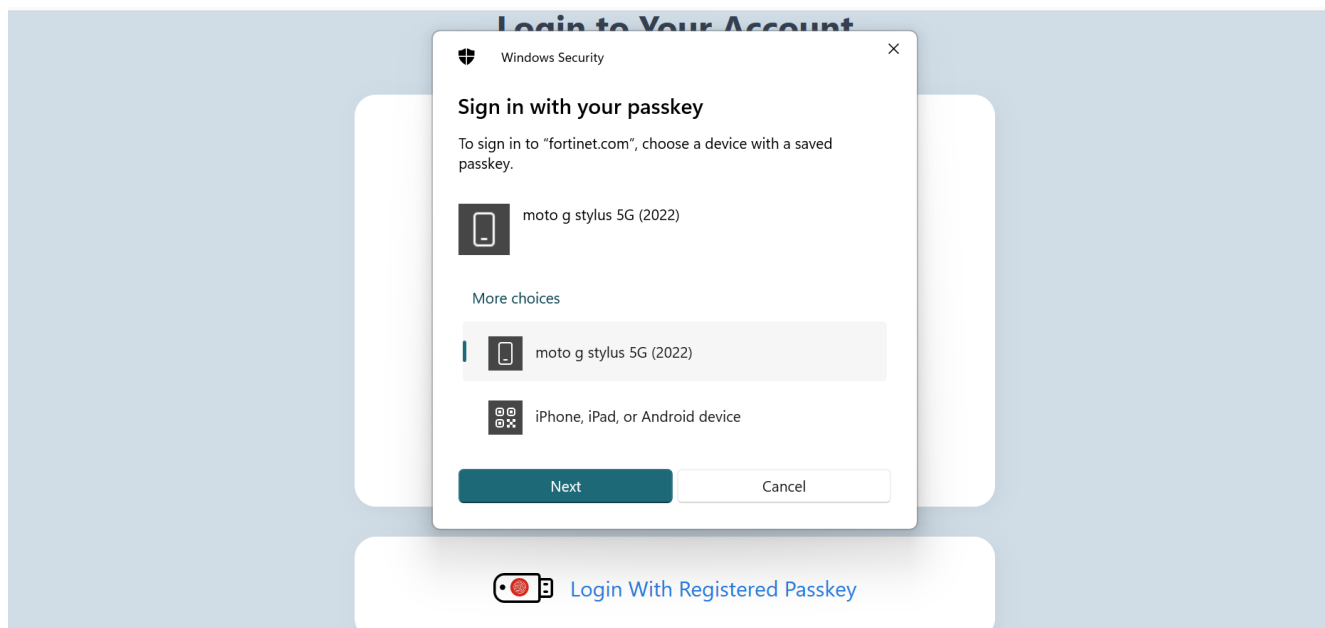 Login to Your Account
Windows Security
Sign in with your passkey
To sign in to "fortinet.com", choose a device with a saved
passkey.
moto g stylus 5G (2022)
More choices
moto g stylus 5G (2022)
iPhone, iPad, or Android device
Next
Cancel
Login With Registered Passkey